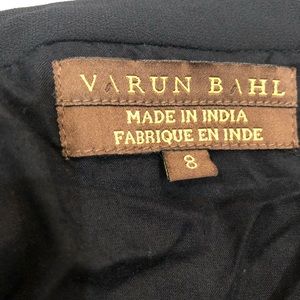 VARUN BAHL
MADE IN INDIA
FABRIQUE EN INDE
8